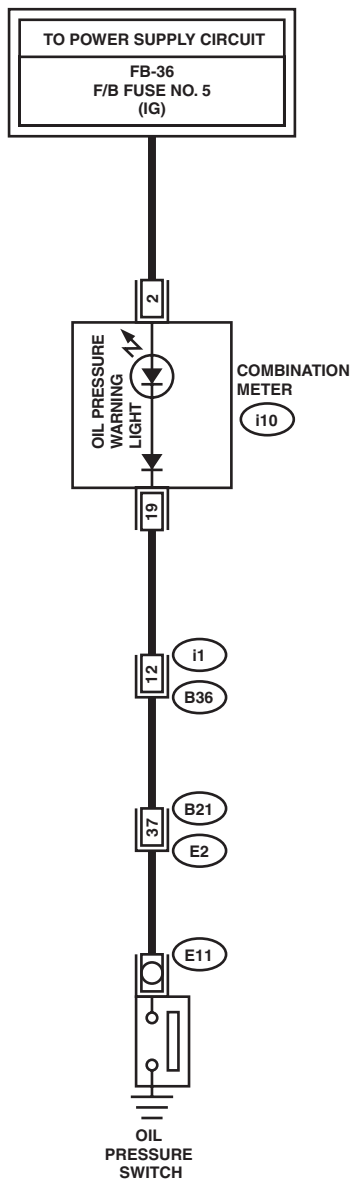 TO POWER SUPPLY CIRCUIT
FB-36
F/B FUSE NO. 5
(IG)
2
OIL PRESSURE
WARNING
LIGHT
COMBINATION
METER
i10
19
12
i1
B36
37
B21
E2
E11
OIL
PRESSURE
SWITCH